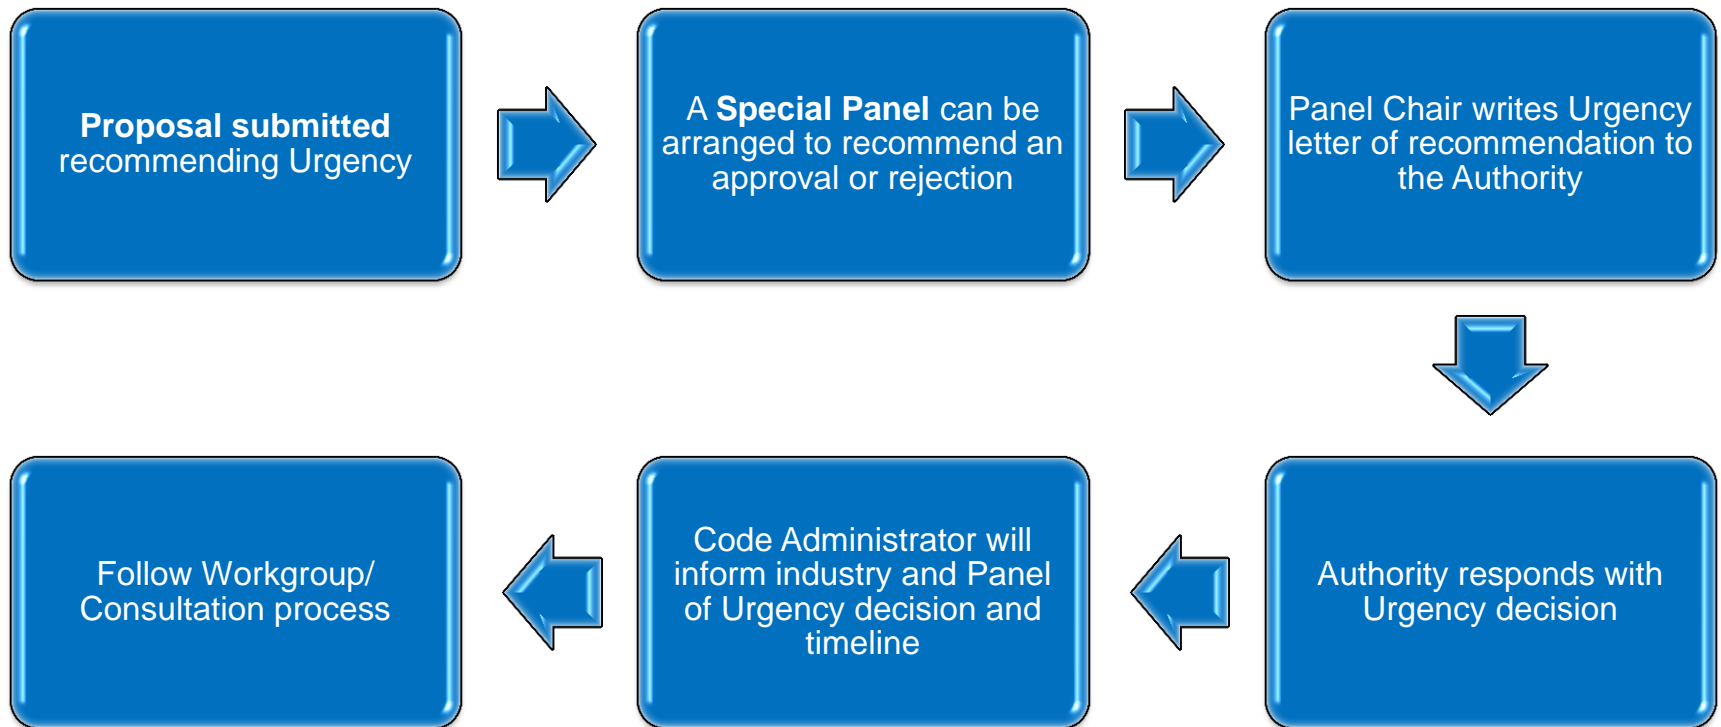 Proposal submitted
recommending Urgency
A Special Panel can be
arranged to recommend an
approval or rejection
Panel Chair writes Urgency
letter of recommendation to
the Authority
Authority responds with
Urgency decision
Code Administrator will
inform industry and Panel
of Urgency decision and
timeline
Follow Workgroup/
Consultation process